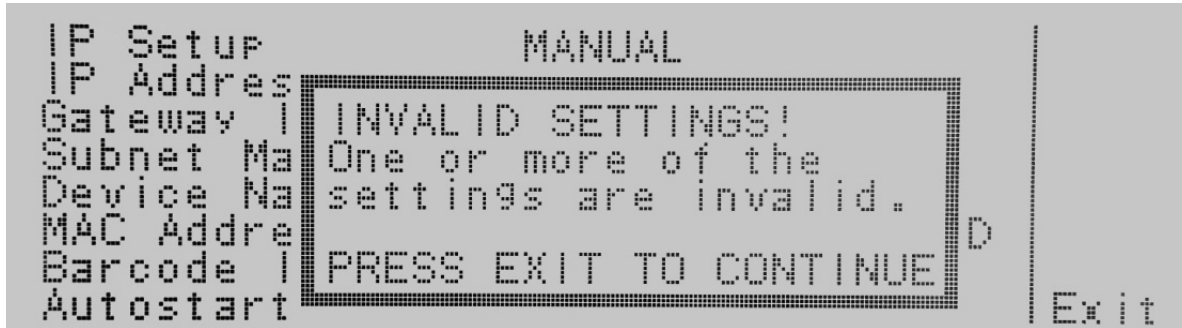 IP Setup MANUAL
IP Addres
Gateway I
Subnet Ma
Device Na
MAC Addre D
Barcode I
Autostart
INVALID SETTINGS!
One or more of the
settings are invalid.
PRESS EXIT TO CONTINUE
Exit